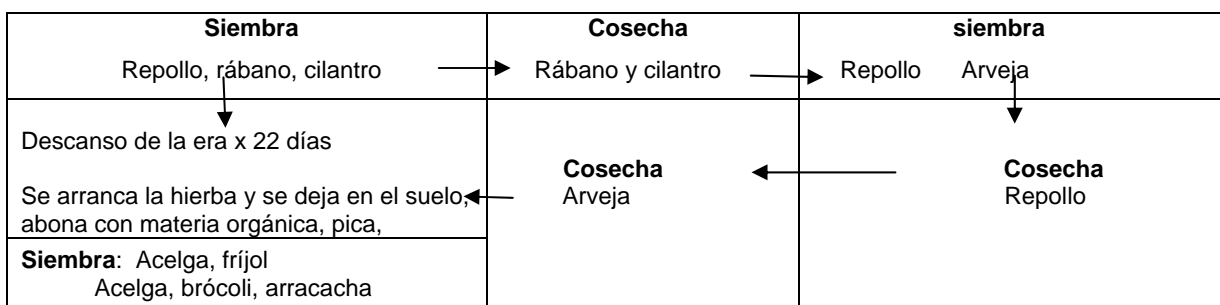 Siembra
Repollo, rábano, cilantro
Cosecha
Rábano y cilantro
siembra
Repollo Arveja
Descanso de la era x 22 días
Se arranca la hierba y se deja en el suelo,
abona con materia orgánica, pica,
Cosecha
Arveja
Cosecha
Repollo
Siembra: Acelga, fríjol
Acelga, brócoli, arracacha